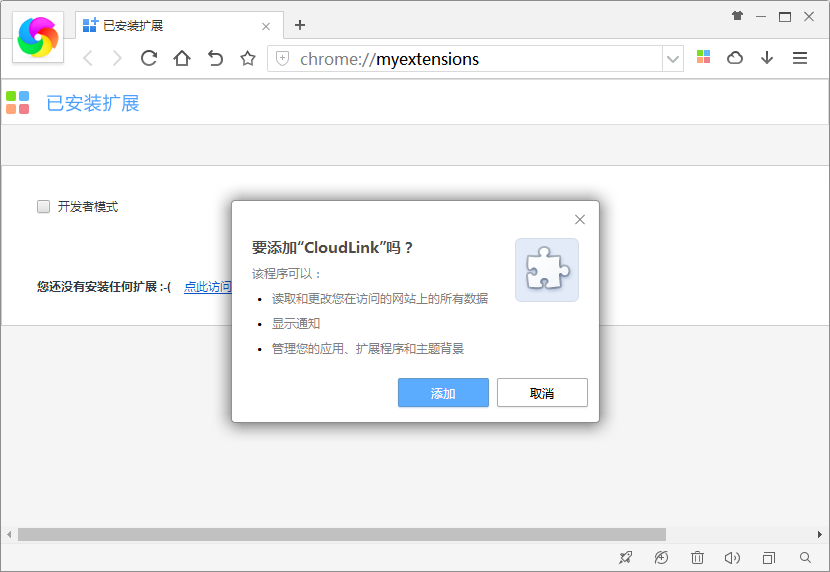 已安装扩展
chrome://myextensions
已安装扩展
开发者模式
您还没有安装任何扩展 :-( 点此访问
要添加“CloudLink”吗？
该程序可以：
读取和更改您在访问的网站上的所有数据
显示通知
管理您的应用、扩展程序和主题背景
添加 取消